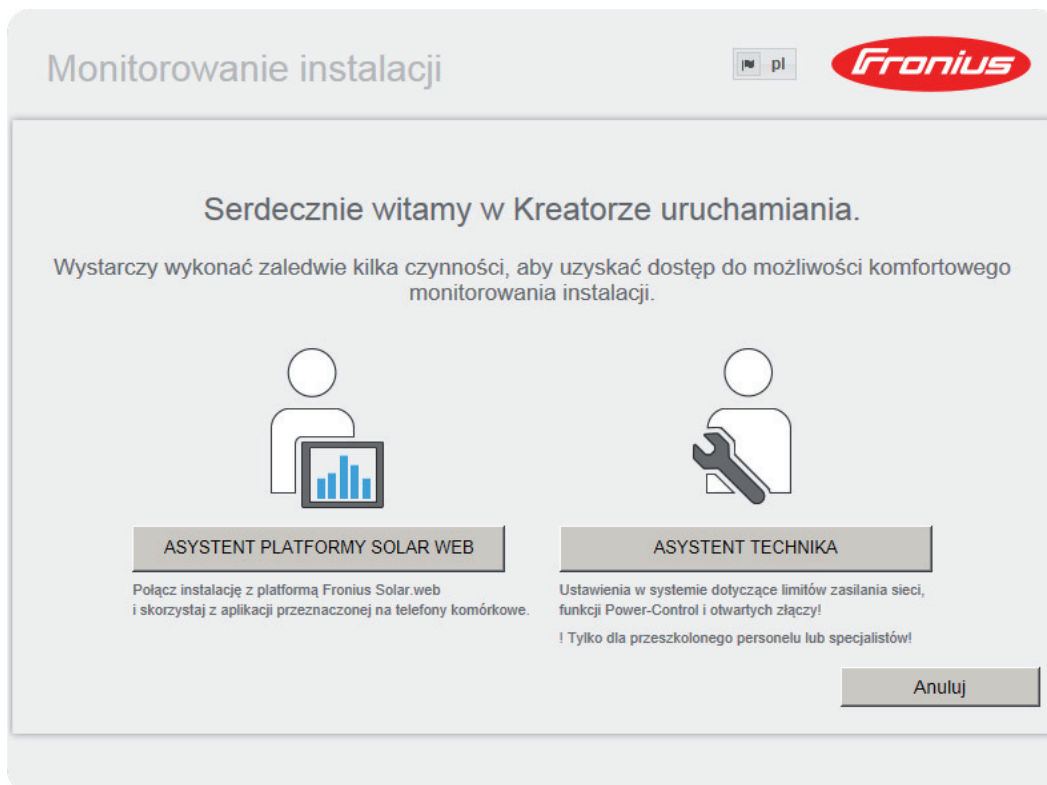 Monitorowanie instalacji
pl
Fronius
Serdecznie witamy w Kreatorze uruchamiania.
Wystarczy wykonać zaledwie kilka czynności, aby uzyskać dostęp do możliwości komfortowego
monitorowania instalacji.
ASYSTENT PLATFORMY SOLAR WEB
Połącz instalację z platformą Fronius Solar.web
i skorzystaj z aplikacji przeznaczonej na telefony komórkowe.
ASYSTENT TECHNIKA
Ustawienia w systemie dotyczące limitów zasilania sieci,
funkcji Power-Control i otwartych złączy!
! Tylko dla przeszkolonego personelu lub specjalistów!
Anuluj